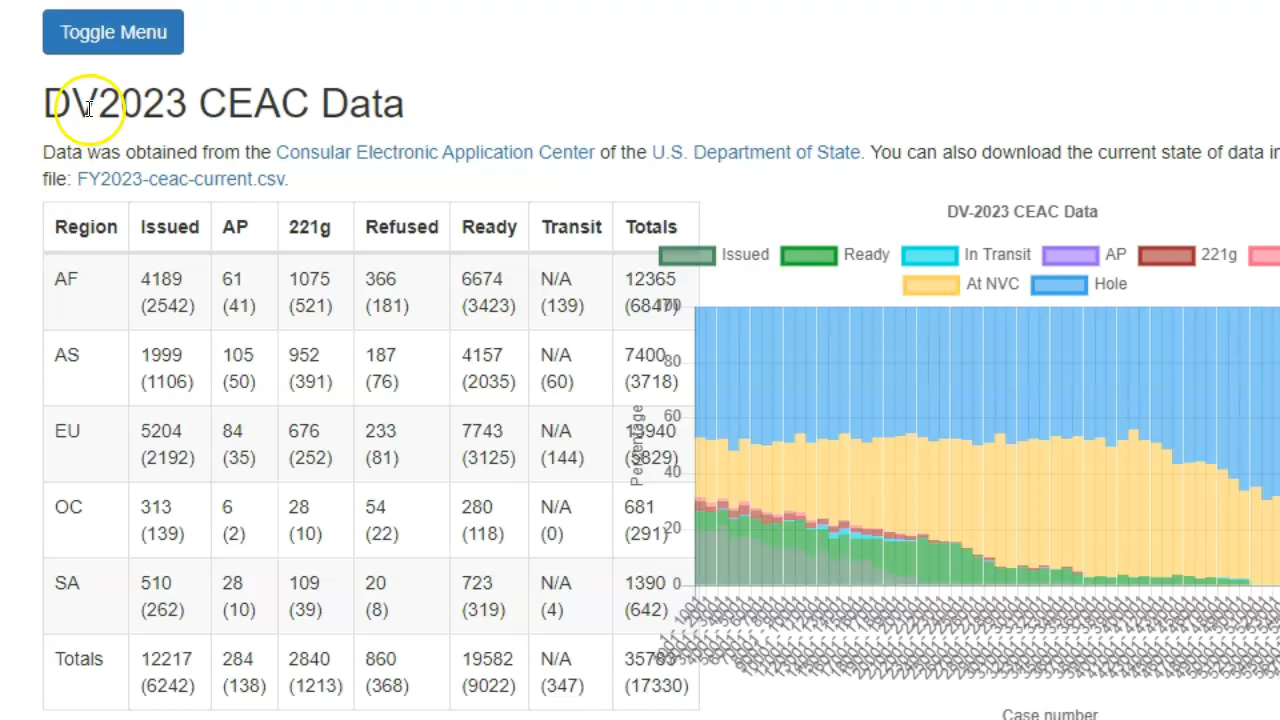 Toggle Menu
DV2023 CEAC Data
Data was obtained from the Consular Electronic Application Center of the U.S. Department of State. You can also download the current state of data in
file: FY2023-ceac-current.csv.
Region Issued AP 221g Refused Ready Transit Totals
AF 4189 61 1075 366 6674 N/A 12365
(2542) (41) (521) (181) (3423) (139) (6847)
AS 1999 105 952 187 4157 N/A 7400
(1106) (50) (391) (76) (2035) (60) (3718)
EU 5204 84 676 233 7743 N/A 13940
(2192) (35) (252) (81) (3125) (144) (5829)
OC 313 6 28 54 280 N/A 681
(139) (2) (10) (22) (118) (0) (291)
SA 510 28 109 20 723 N/A 1390
(262) (10) (39) (8) (319) (4) (642)
Totals 12217 284 2840 860 19582 N/A
(6242) (138) (1213) (368) (9022) (347) (17330)
DV-2023 CEAC Data
Issued Ready In Transit AP 221g
At NVC Hole
Percentage
80
60
40
20
0
Case number